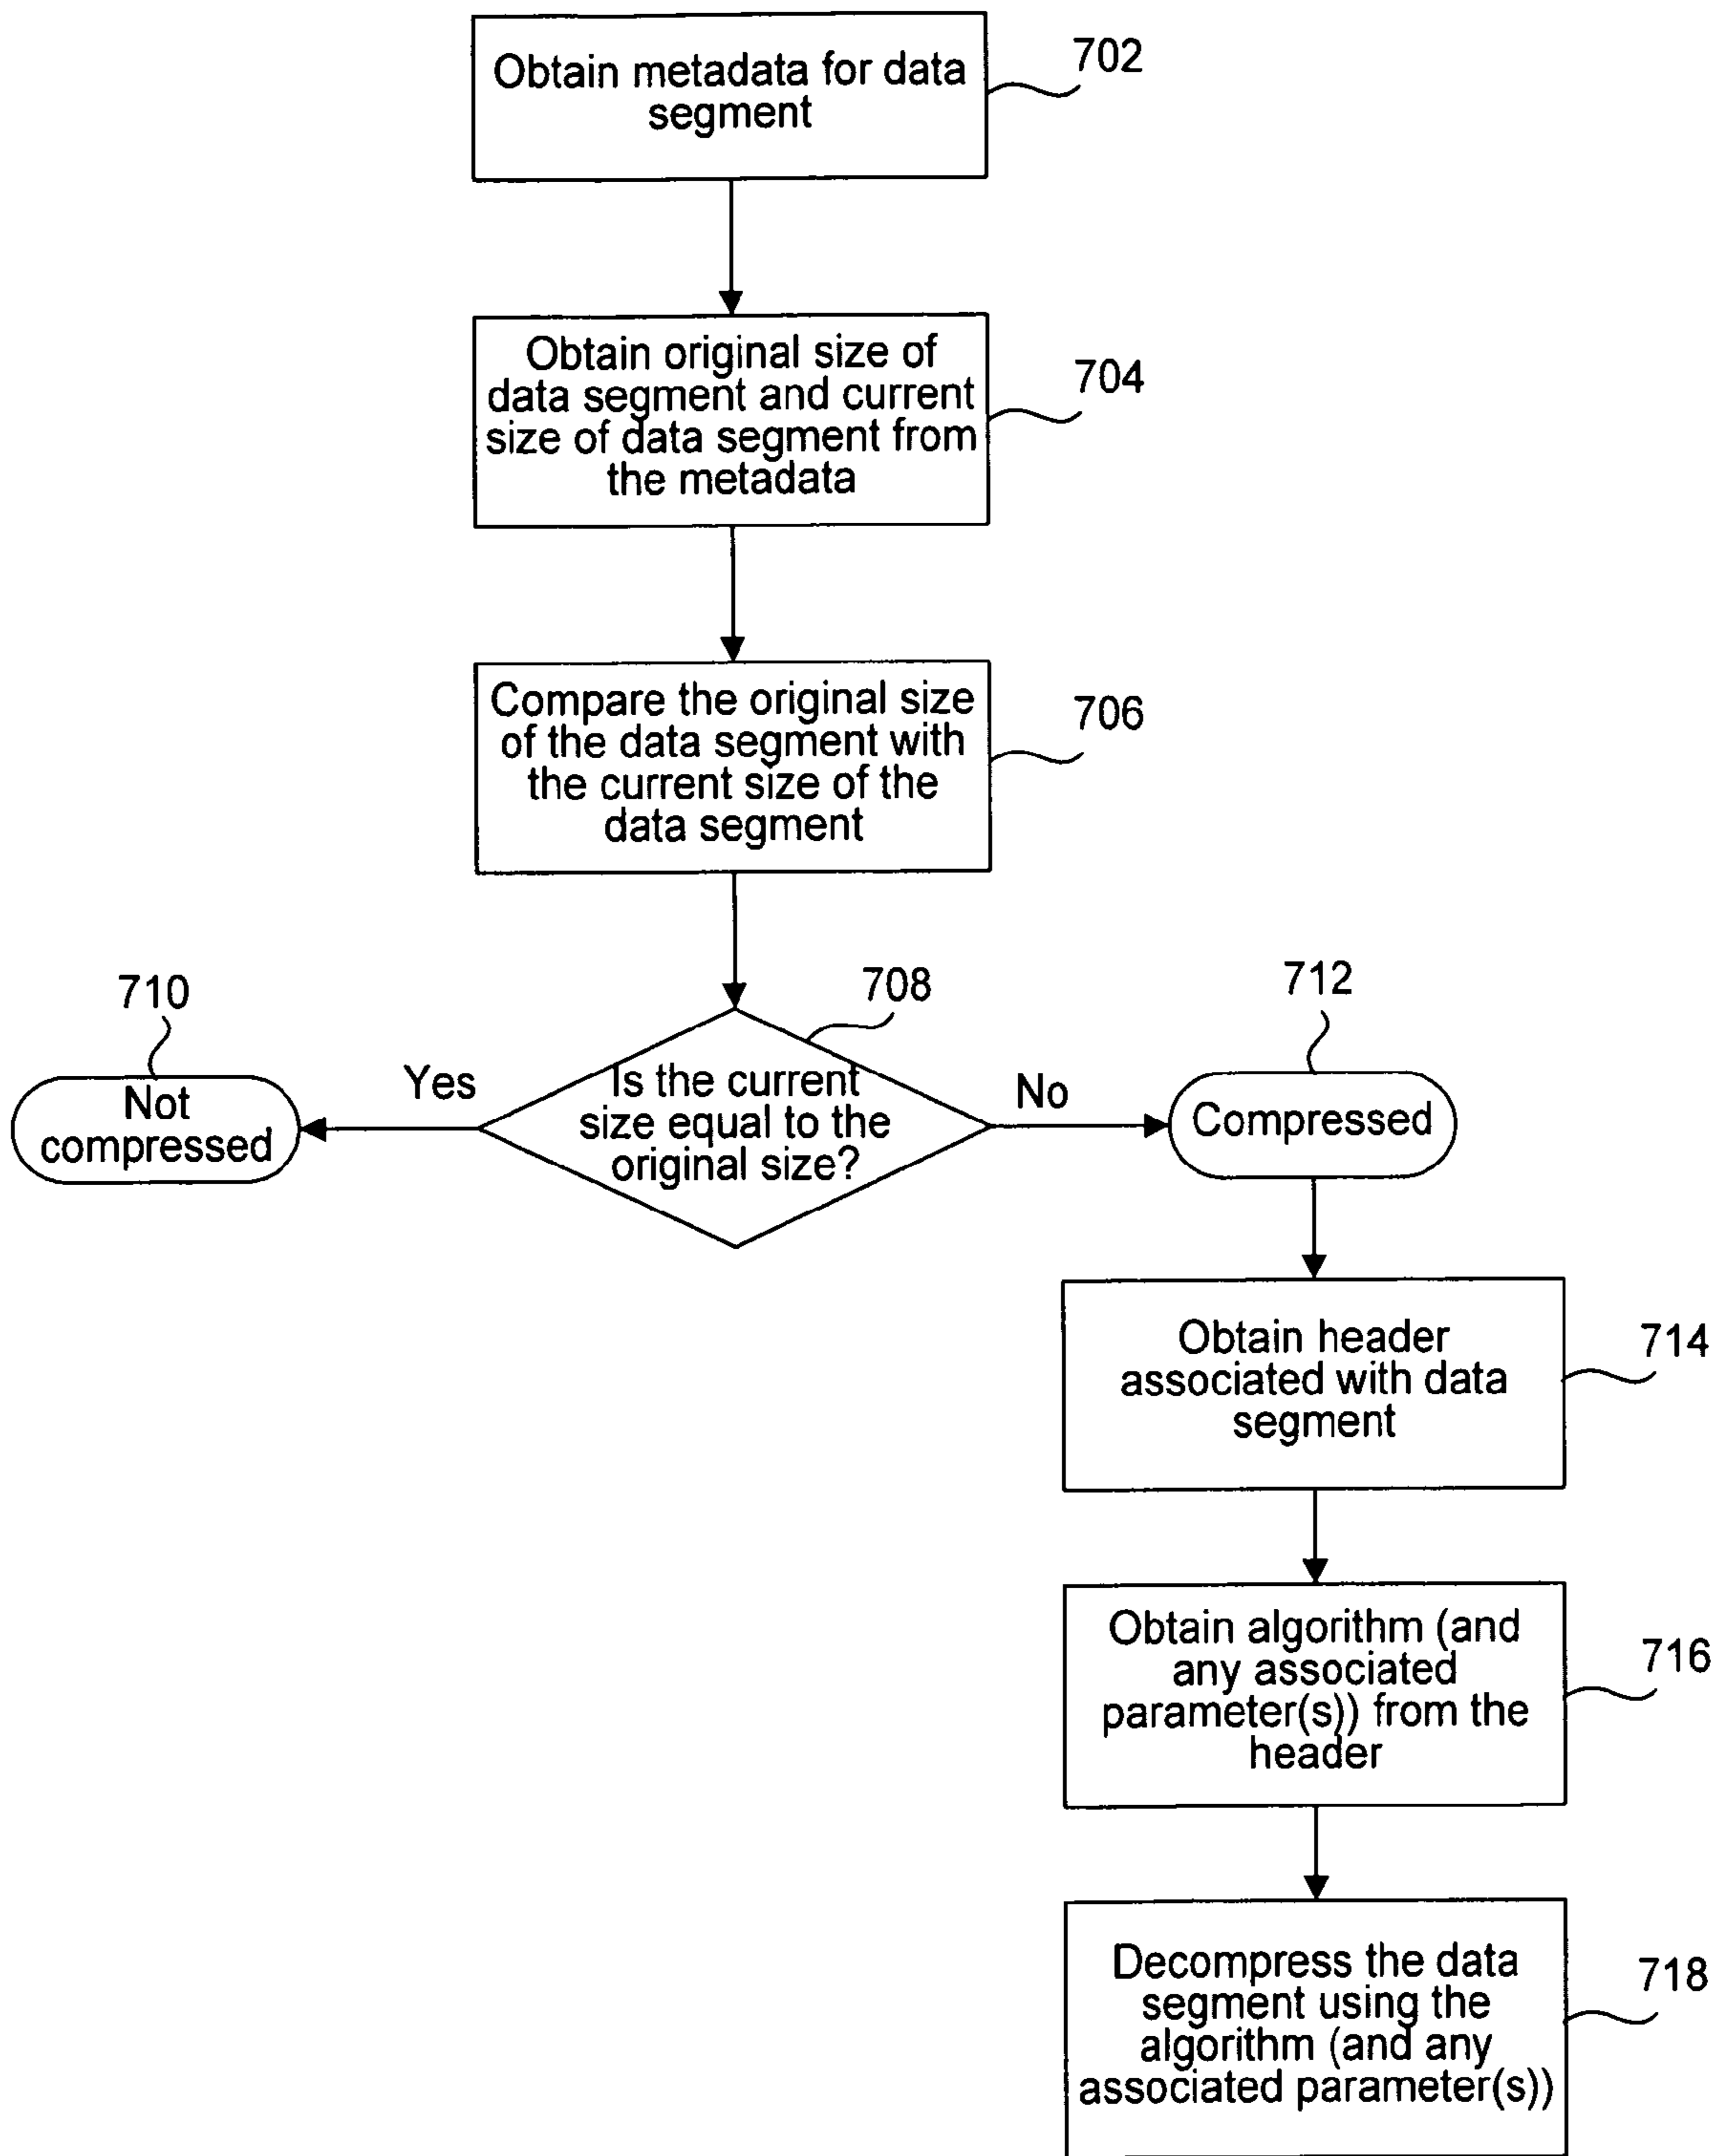 Obtain metadata for data
segment
702
Obtain original size of
data segment and current
size of data segment from
the metadata
704
Compare the original size
of the data segment with
the current size of the
data segment
706
708
Is the current
size equal to the
original size?
Yes
710
Not
compressed
No
712
Compressed
Obtain header
associated with data
segment
714
Obtain algorithm (and
any associated
parameter(s)) from the
header
716
Decompress the data
segment using the
algorithm (and any
associated parameter(s))
718